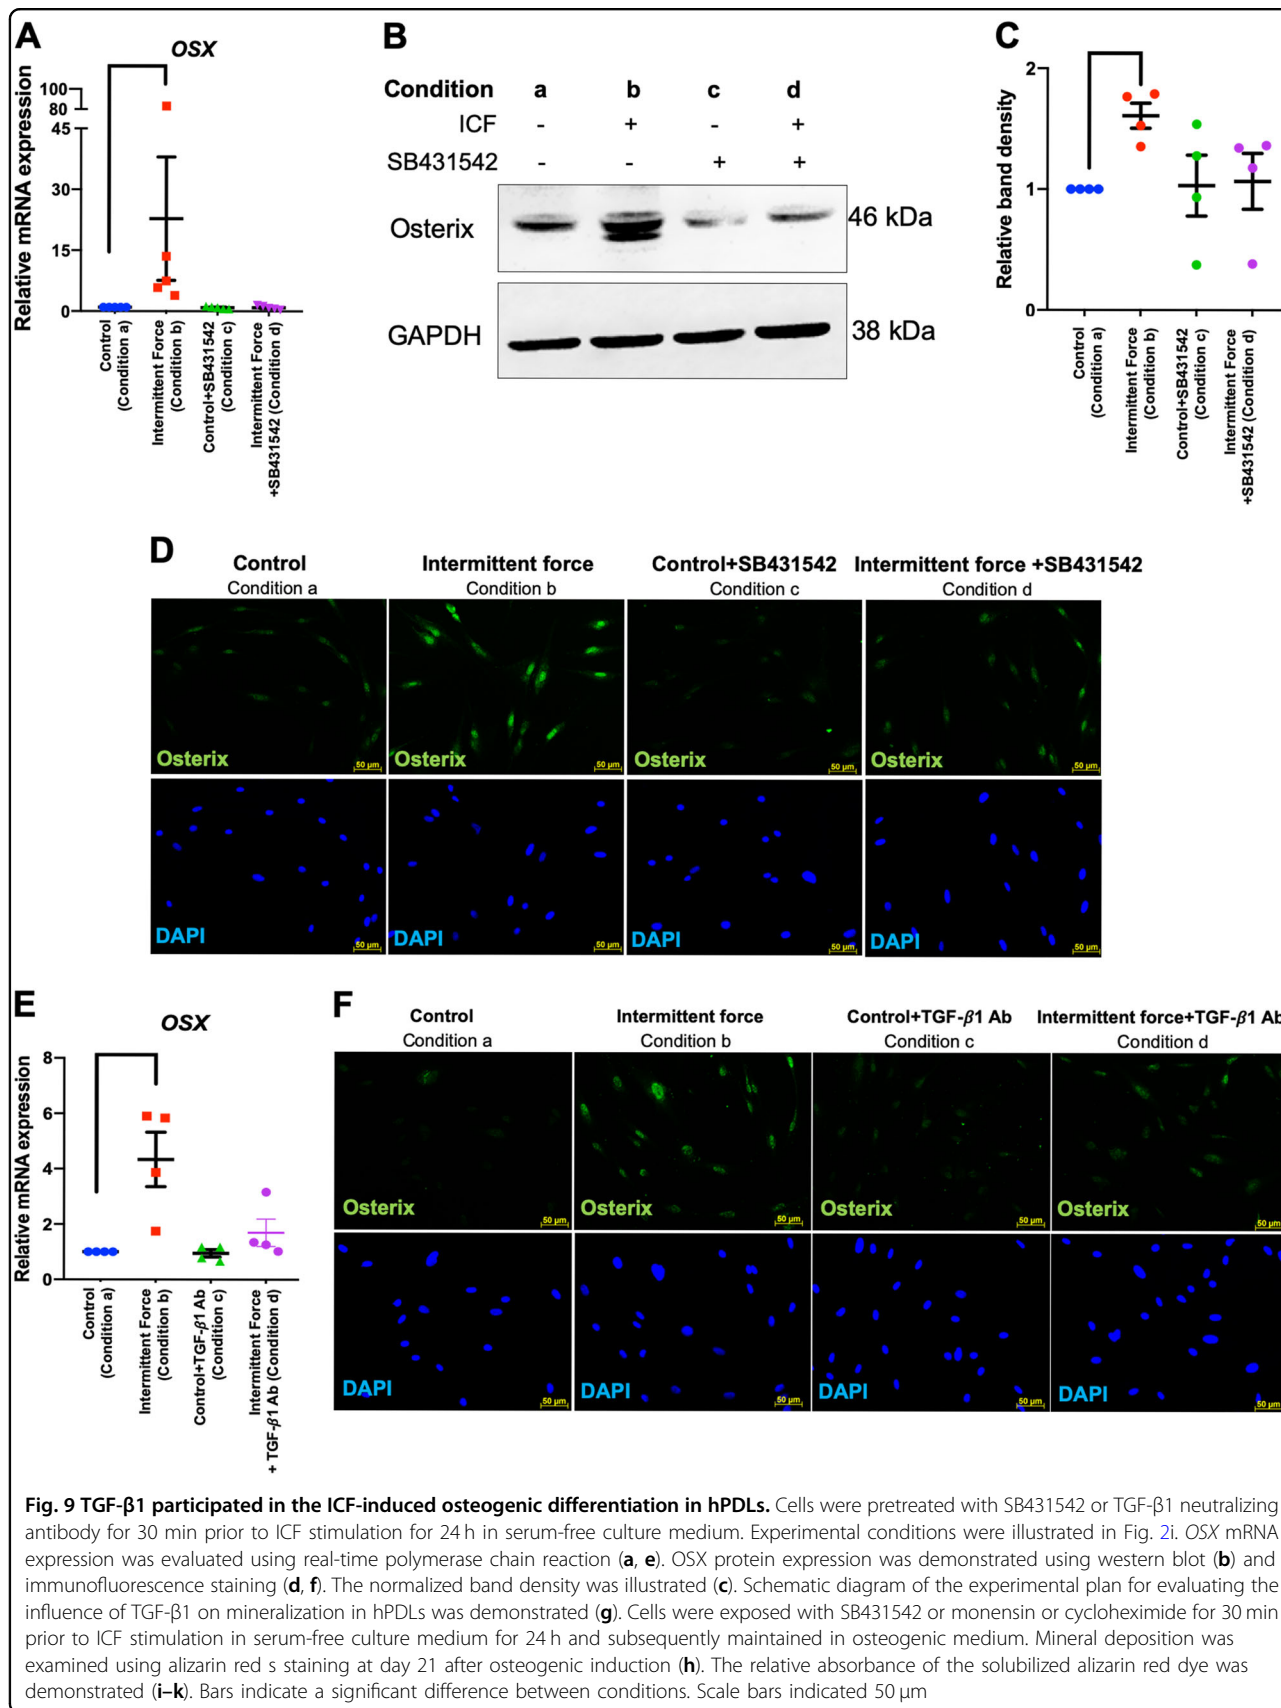 A
OSX
Relative mRNA expression
100
80
45
30
15
0
Control
(Condition a)
Intermittent Force
(Condition b)
Control+SB431542
(Condition c)
Intermittent Force
+SB431542 (Condition d)
B
Condition a b c d
ICF - + - +
SB431542 - - + +
Osterix 46 kDa
GAPDH 38 kDa
C
Relative band density
2
1
0
Control
(Condition a)
Intermittent Force
(Condition b)
Control+SB431542
(Condition c)
Intermittent Force
+SB431542 (Condition d)
D
Control Intermittent force Control+SB431542 Intermittent force +SB431542
Condition a Condition b Condition c Condition d
Osterix 50 µm Osterix 50 µm Osterix 50 µm Osterix 50 µm
DAPI 50 µm DAPI 50 µm DAPI 50 µm DAPI 50 µm
E
OSX
Relative mRNA expression
8
6
4
2
0
Control
(Condition a)
Intermittent Force
(Condition b)
Control+TGF-β1 Ab
(Condition c)
Intermittent Force
+ TGF-β1 Ab (Condition d)
F
Control Intermittent force Control+TGF-β1 Ab Intermittent force+TGF-β1 Ab
Condition a Condition b Condition c Condition d
Osterix 50 µm Osterix 50 µm Osterix 50 µm Osterix 50 µm
DAPI 50 µm DAPI 50 µm DAPI 50 µm DAPI 50 µm
Fig. 9 TGF-β1 participated in the ICF-induced osteogenic differentiation in hPDLs. Cells were pretreated with SB431542 or TGF-β1 neutralizing
antibody for 30 min prior to ICF stimulation for 24 h in serum-free culture medium. Experimental conditions were illustrated in Fig. 2i. OSX mRNA
expression was evaluated using real-time polymerase chain reaction (a, e). OSX protein expression was demonstrated using western blot (b) and
immunofluorescence staining (d, f). The normalized band density was illustrated (c). Schematic diagram of the experimental plan for evaluating the
influence of TGF-β1 on mineralization in hPDLs was demonstrated (g). Cells were exposed with SB431542 or monensin or cycloheximide for 30 min
prior to ICF stimulation in serum-free culture medium for 24 h and subsequently maintained in osteogenic medium. Mineral deposition was
examined using alizarin red s staining at day 21 after osteogenic induction (h). The relative absorbance of the solubilized alizarin red dye was
demonstrated (i–k). Bars indicate a significant difference between conditions. Scale bars indicated 50 µm